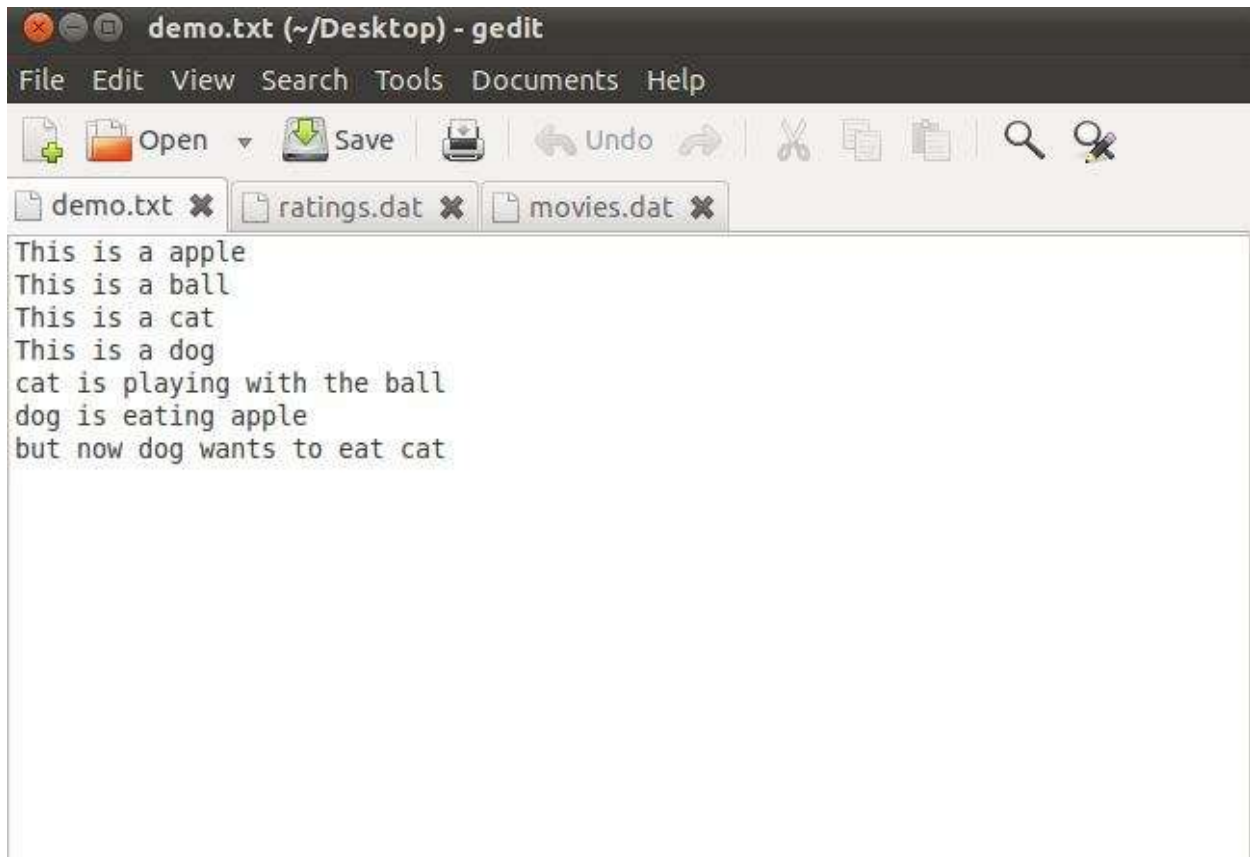 demo.txt (~/Desktop) - gedit
File Edit View Search Tools Documents Help
Open Save Undo
demo.txt ratings.dat movies.dat
This is a apple
This is a ball
This is a cat
This is a dog
cat is playing with the ball
dog is eating apple
but now dog wants to eat cat